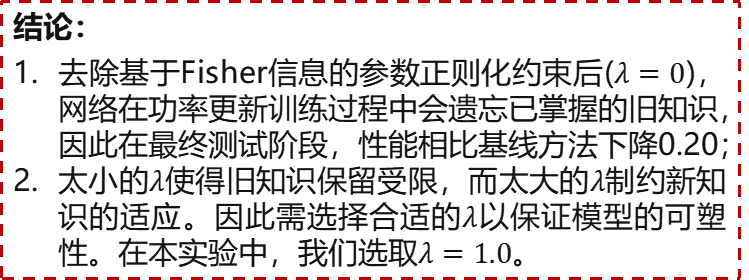 结论：
1. 去除基于Fisher信息的参数正则化约束后(λ = 0)，
网络在功率更新训练过程中会遗忘已掌握的旧知识，
因此在最终测试阶段，性能相比基线方法下降0.20；
2. 太小的λ使得旧知识保留受限，而太大的λ制约新知
识的适应。因此需选择合适的λ以保证模型的可塑
性。在本实验中，我们选取λ = 1.0。